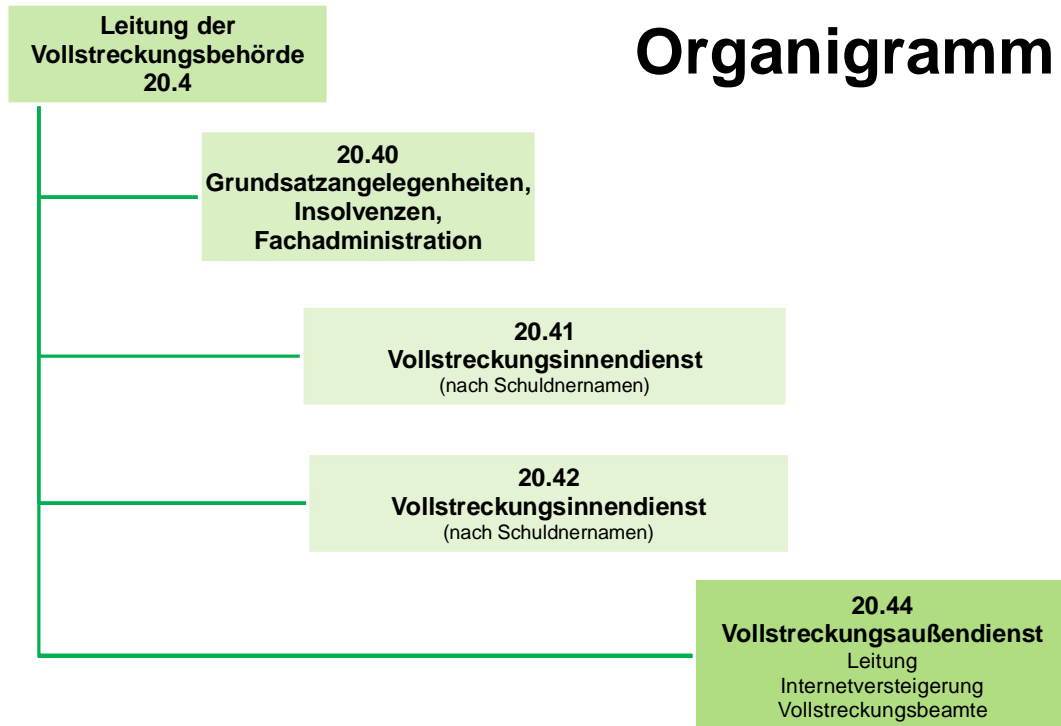 Leitung der
Vollstreckungsbehörde
20.4
Organigramm
20.40
Grundsatzangelegenheiten,
Insolvenzen,
Fachadministration
20.41
Vollstreckungsinnendienst
(nach Schuldnernamen)
20.42
Vollstreckungsinnendienst
(nach Schuldnernamen)
20.44
Vollstreckungsaußendienst
Leitung
Internetversteigerung
Vollstreckungsbeamte